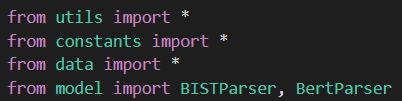 from utils import *
from constants import *
from data import *
from model import BISTParser, BertParser